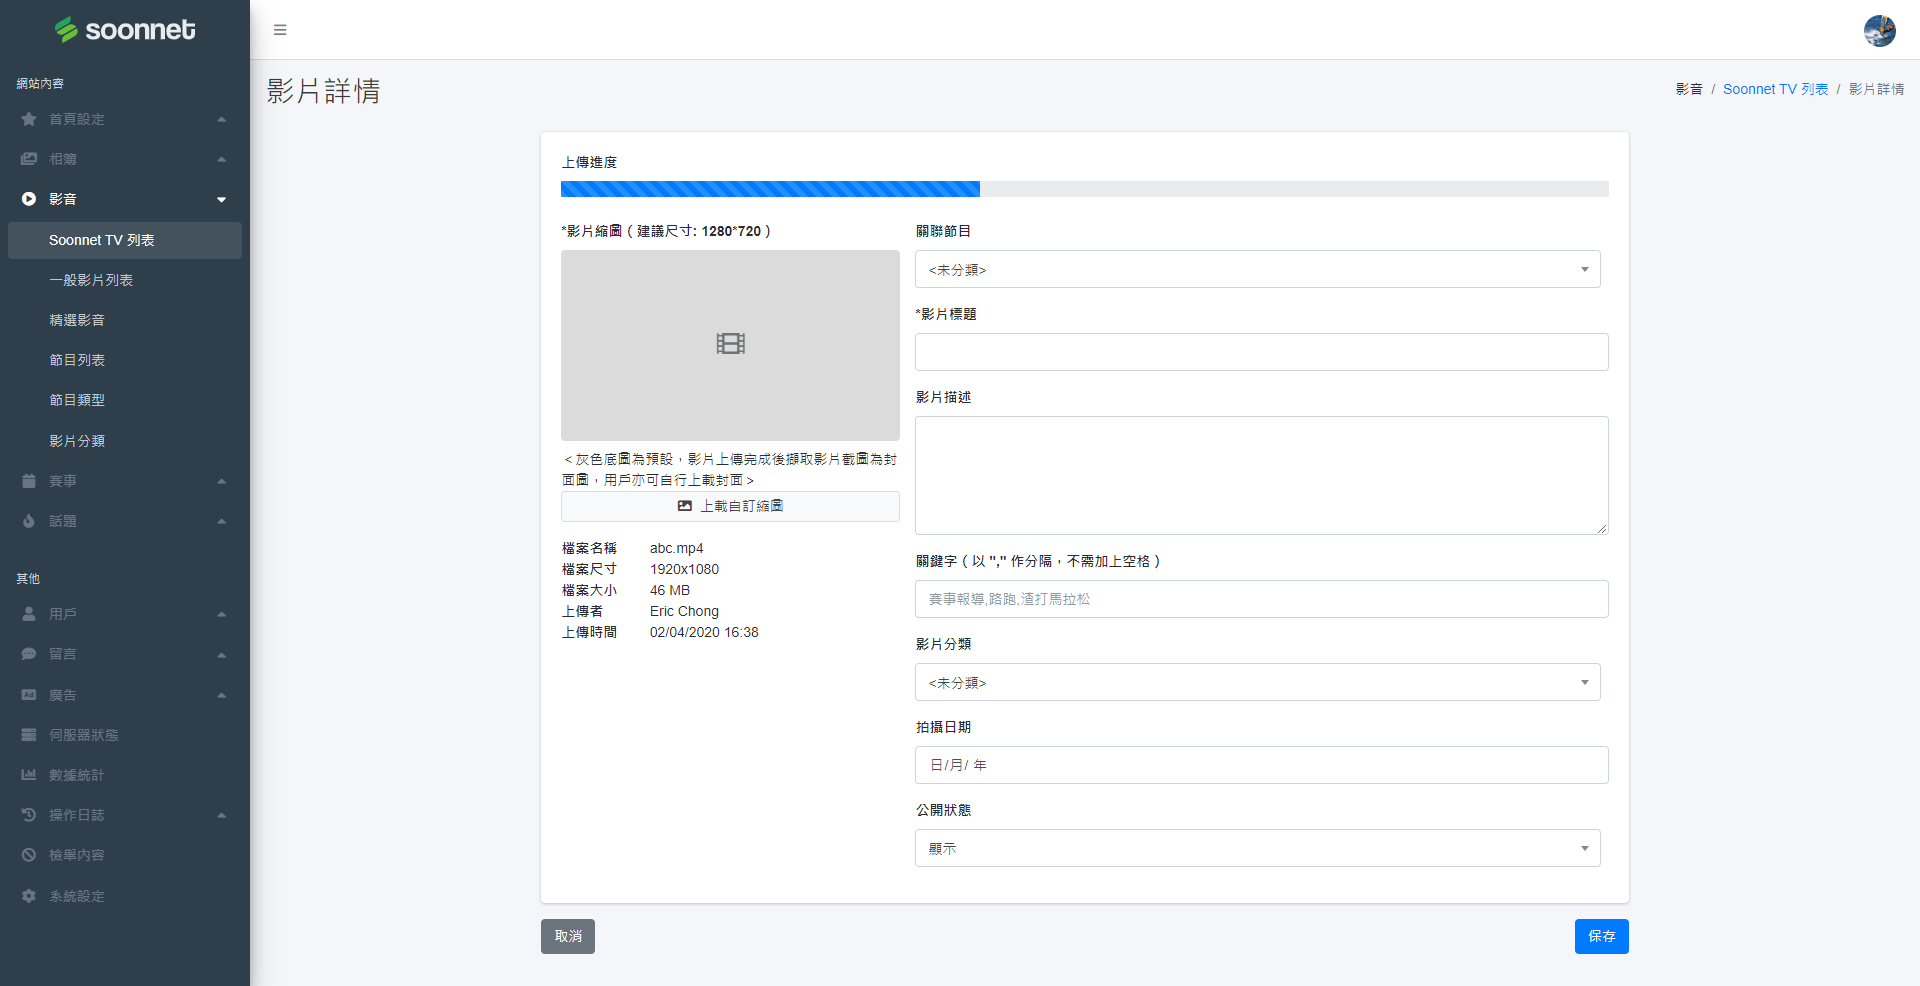 soonnet
網站內容
首頁設定
相簿
影音
Soonnet TV 列表
一般影片列表
精選影音
節目列表
節目類型
影片分類
賽事
話題
其他
用戶
留言
Ad 廣告
伺服器狀態
數據統計
操作日誌
檢舉內容
系統設定
影片詳情
影音 / Soonnet TV 列表 / 影片詳情
上傳進度
*影片縮圖 ( 建議尺寸: 1280*720 )
< 灰色底圖為預設，影片上傳完成後擷取影片截圖為封
面圖，用戶亦可自行上載封面 >
上載自訂縮圖
檔案名稱 abc.mp4
檔案尺寸 1920x1080
檔案大小 46 MB
上傳者 Eric Chong
上傳時間 02/04/2020 16:38
關聯節目
<未分類>
*影片標題
影片描述
關鍵字 ( 以 "," 作分隔，不需加上空格 )
賽事報導,路跑,渣打馬拉松
影片分類
<未分類>
拍攝日期
日/月/ 年
公開狀態
顯示
取消
保存